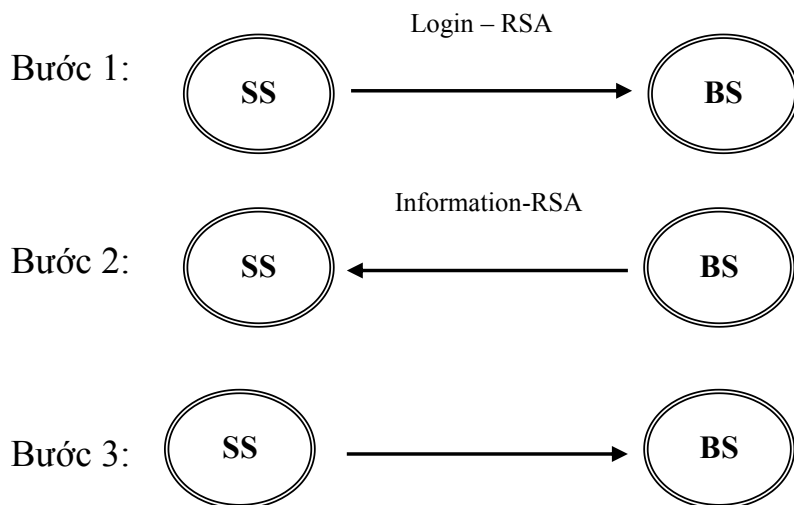 Login – RSA
Bước 1: SS BS
Information-RSA
Bước 2: SS BS
Bước 3: SS BS